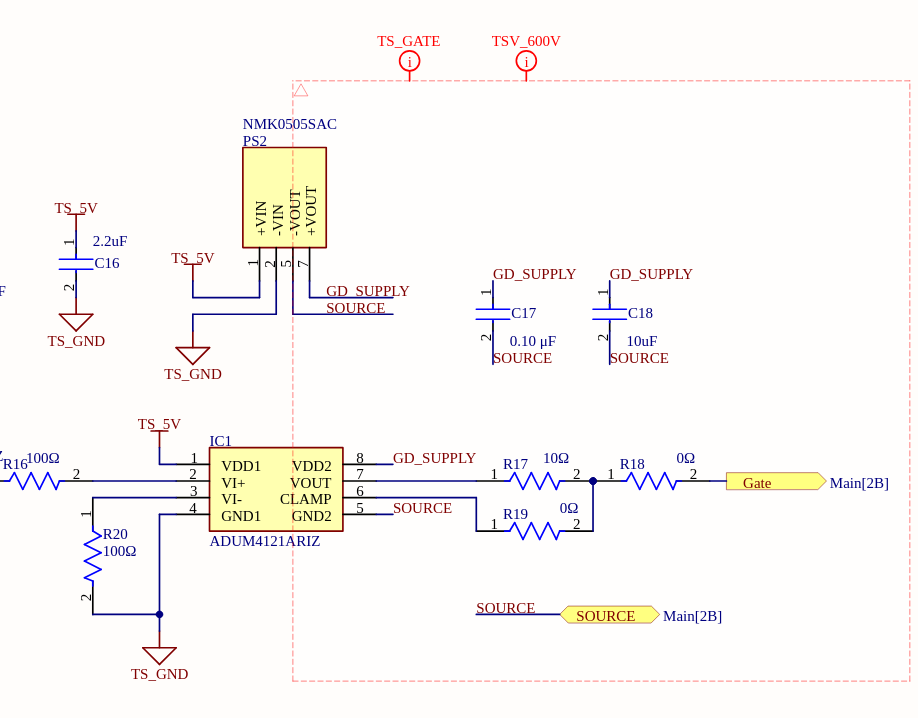 TS_GATE TSV_600V
i i
NMK0505SAC
PS2
+VIN
-VIN
-VOUT
+VOUT
1 2 5 7
TS_5V
1 2.2uF
C16
2
TS_GND
F
TS_5V
GD_SUPPLY
SOURCE
TS_GND
GD_SUPPLY
1
C17
2 0.10 µF
SOURCE
GD_SUPPLY
1
C18
2 10uF
SOURCE
TS_5V
IC1
R16 100Ω 2
1 VDD1 VDD2 8 GD_SUPPLY
2 VI+ VOUT 7
3 VI- CLAMP 6
4 GND1 GND2 5 SOURCE
ADUM4121ARIZ
1 R17 10Ω 2
1 R18 0Ω 2
Gate Main[2B]
1 R19 0Ω 2
1 R20
100Ω
2
SOURCE SOURCE Main[2B]
TS_GND